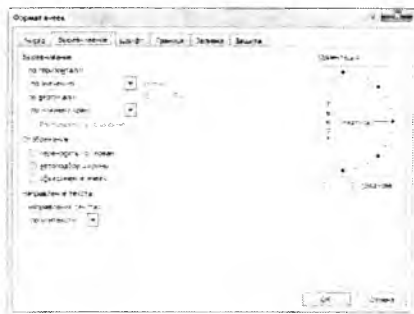 Формат ячеек
Число Выравнивание Шрифт Граница Заливка Защита
Выравнивание
по горизонтали:
по значению
по вертикали:
по нижнему краю
Отображение
переносить по словам
автоподбор ширины
объединение ячеек
Направление текста
направление текста:
по контексту
Ориентация
Надпись
градусов
ОК Отмена